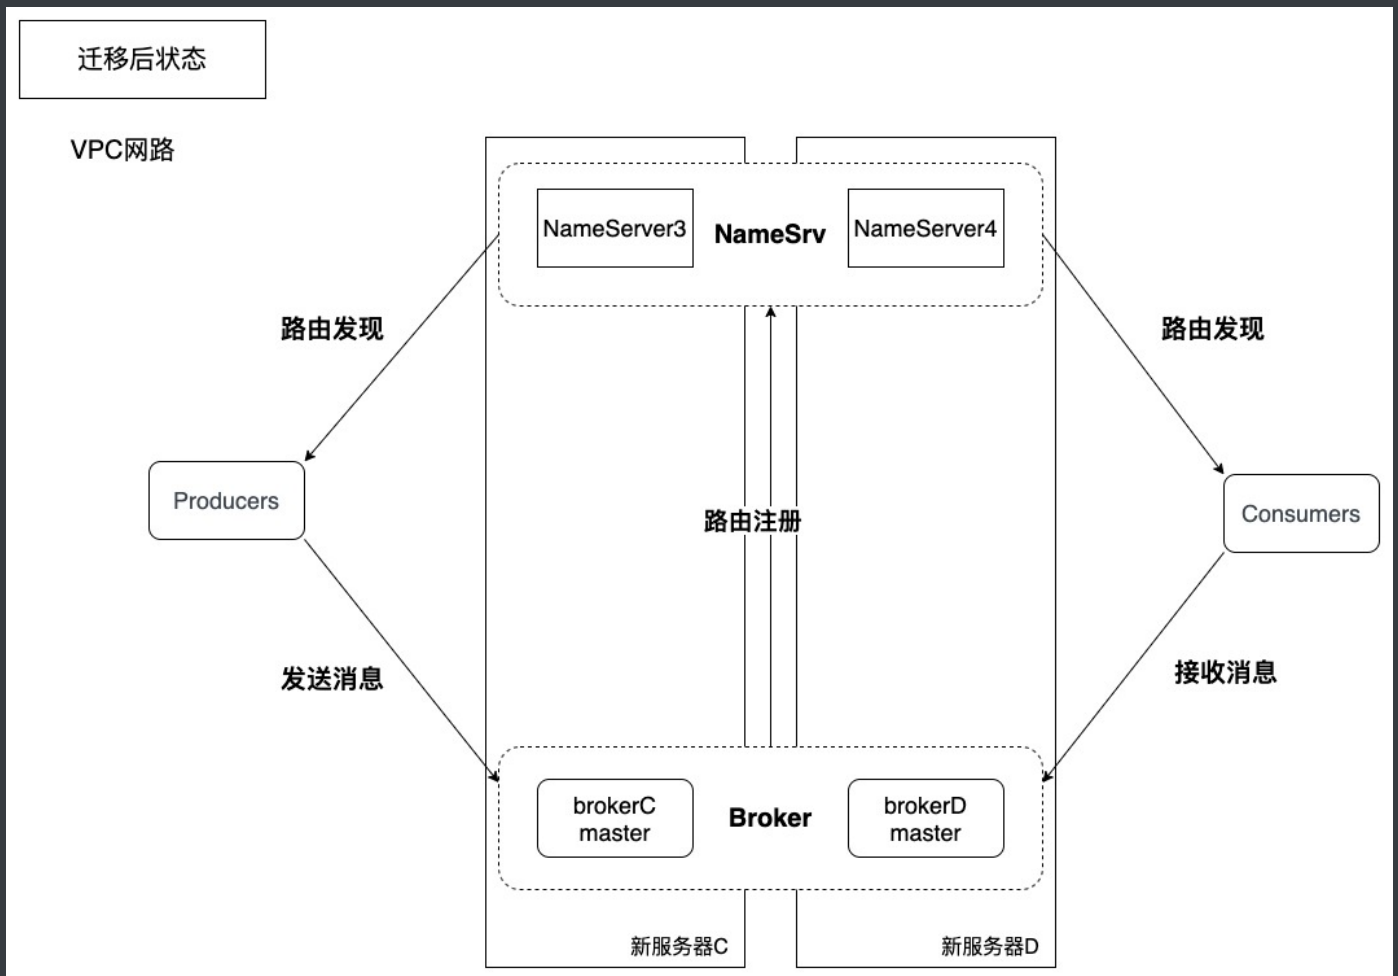 迁移后状态
VPC网路
NameServer3
NameSrv
NameServer4
路由发现
路由发现
Producers
Consumers
路由注册
发送消息
接收消息
brokerC
master
Broker
brokerD
master
新服务器C
新服务器D